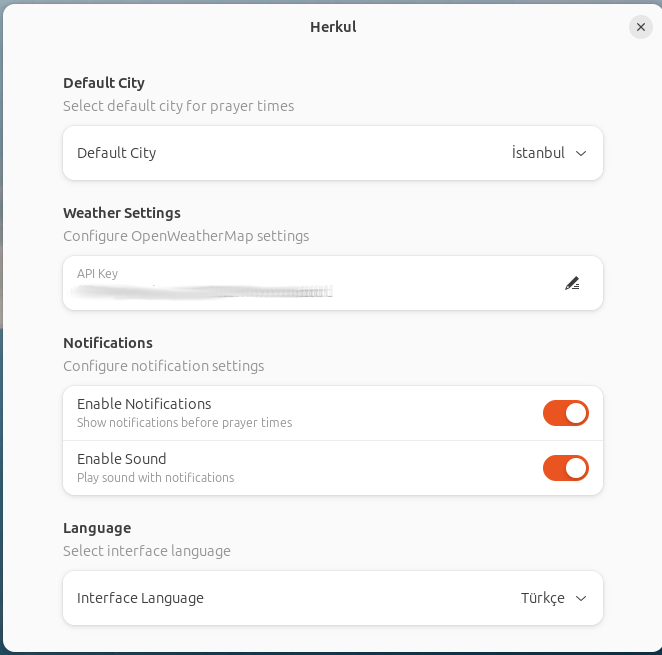 Herkul
Default City
Select default city for prayer times
Default City
İstanbul
Weather Settings
Configure OpenWeatherMap settings
API Key
Notifications
Configure notification settings
Enable Notifications
Show notifications before prayer times
Enable Sound
Play sound with notifications
Language
Select interface language
Interface Language
Türkçe